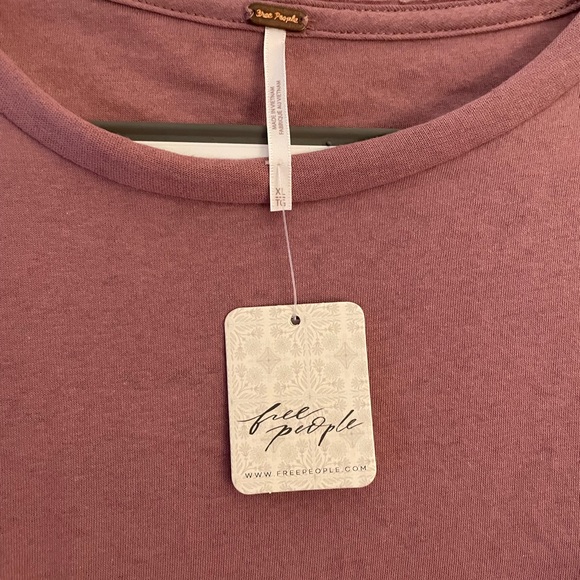 Free People
MADE IN VIETNAM
FABRIQUÉ AU VIETNAM
XL
TG
free
people
WWW.FREEPEOPLE.COM